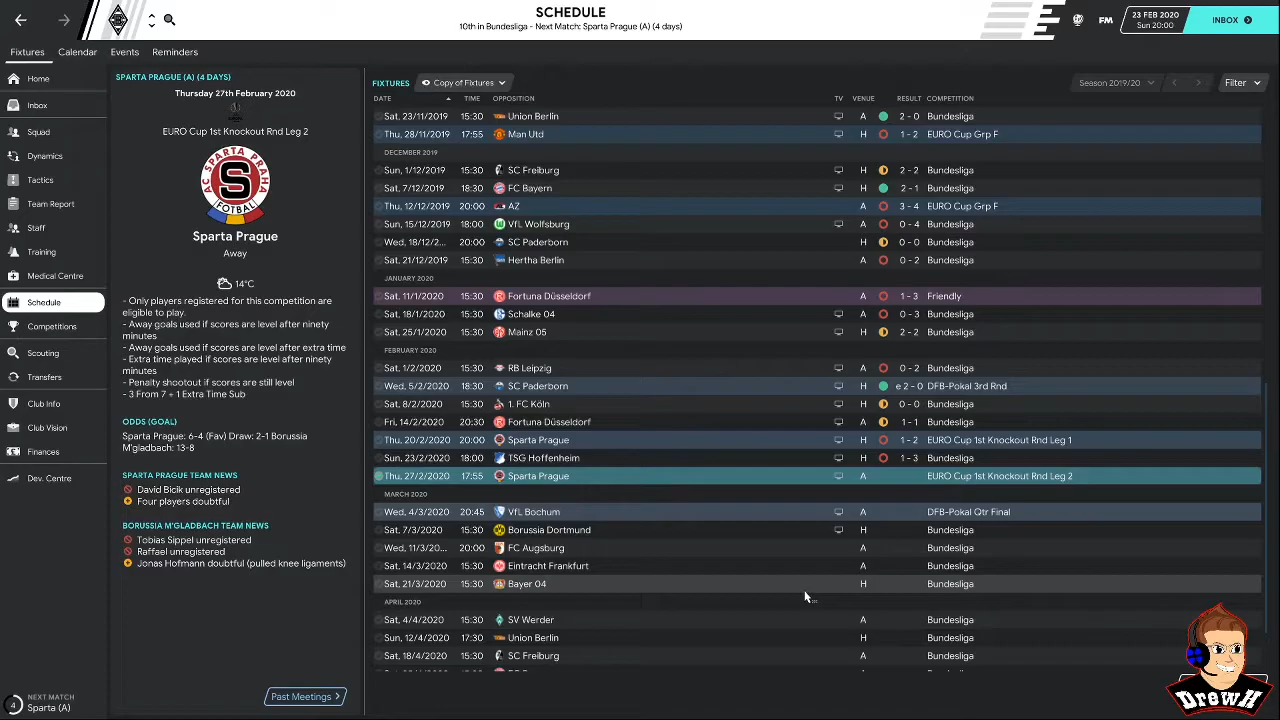 SCHEDULE
10th in Bundesliga - Next Match: Sparta Prague (A) (4 days)
FM
23 FEB 2020
Sun 20:00
INBOX
Fixtures Calendar Events Reminders
Home
Inbox
Squad
Dynamics
Tactics
Team Report
Staff
Training
Medical Centre
Schedule
Competitions
Scouting
Transfers
Club Info
Club Vision
Finances
Dev. Centre
4 NEXT MATCH
Sparta (A)
SPARTA PRAGUE (A) (4 DAYS)
Thursday 27th February 2020
EURO Cup 1st Knockout Rnd Leg 2
AC SPARTA PRAHA
S
FOTBAL
Sparta Prague
Away
14°C
- Only players registered for this competition are
eligible to play.
- Away goals used if scores are level after ninety
minutes
- Away goals used if scores are level after extra time
- Extra time played if scores are level after ninety
minutes
- Penalty shootout if scores are still level
- 3 From 7 + 1 Extra Time Sub
ODDS (GOAL)
Sparta Prague: 6-4 (Fav) Draw: 2-1 Borussia
M'gladbach: 13-8
SPARTA PRAGUE TEAM NEWS
David Bicik unregistered
Four players doubtful
BORUSSIA M'GLADBACH TEAM NEWS
Tobias Sippel unregistered
Raffael unregistered
Jonas Hofmann doubtful (pulled knee ligaments)
Past Meetings
FIXTURES Copy of Fixtures Season 2019/20 Filter
DATE TIME OPPOSITION TV VENUE RESULT COMPETITION
Sat, 23/11/2019 15:30 Union Berlin A 2 - 0 Bundesliga
Thu, 28/11/2019 17:55 Man Utd H 1 - 2 EURO Cup Grp F
DECEMBER 2019
Sun, 1/12/2019 15:30 SC Freiburg H 2 - 2 Bundesliga
Sat, 7/12/2019 18:30 FC Bayern H 2 - 1 Bundesliga
Thu, 12/12/2019 20:00 AZ A 3 - 4 EURO Cup Grp F
Sun, 15/12/2019 18:00 VfL Wolfsburg A 0 - 4 Bundesliga
Wed, 18/12/2... 20:00 SC Paderborn H 0 - 0 Bundesliga
Sat, 21/12/2019 15:30 Hertha Berlin A 0 - 2 Bundesliga
JANUARY 2020
Sat, 11/1/2020 15:30 Fortuna Düsseldorf A 1 - 3 Friendly
Sat, 18/1/2020 15:30 Schalke 04 A 0 - 3 Bundesliga
Sat, 25/1/2020 15:30 Mainz 05 H 2 - 2 Bundesliga
FEBRUARY 2020
Sat, 1/2/2020 15:30 RB Leipzig A 0 - 2 Bundesliga
Wed, 5/2/2020 18:30 SC Paderborn H e 2 - 0 DFB-Pokal 3rd Rnd
Sat, 8/2/2020 15:30 1. FC Köln H 0 - 0 Bundesliga
Fri, 14/2/2020 20:30 Fortuna Düsseldorf A 1 - 1 Bundesliga
Thu, 20/2/2020 20:00 Sparta Prague H 1 - 2 EURO Cup 1st Knockout Rnd Leg 1
Sun, 23/2/2020 18:00 TSG Hoffenheim H 1 - 3 Bundesliga
Thu, 27/2/2020 17:55 Sparta Prague A EURO Cup 1st Knockout Rnd Leg 2
MARCH 2020
Wed, 4/3/2020 20:45 VfL Bochum A DFB-Pokal Qtr Final
Sat, 7/3/2020 15:30 Borussia Dortmund H Bundesliga
Wed, 11/3/20... 20:00 FC Augsburg A Bundesliga
Sat, 14/3/2020 15:30 Eintracht Frankfurt A Bundesliga
Sat, 21/3/2020 15:30 Bayer 04 H Bundesliga
APRIL 2020
Sat, 4/4/2020 15:30 SV Werder A Bundesliga
Sun, 12/4/2020 17:30 Union Berlin H Bundesliga
Sat, 18/4/2020 15:30 SC Freiburg A Bundesliga
DrewH